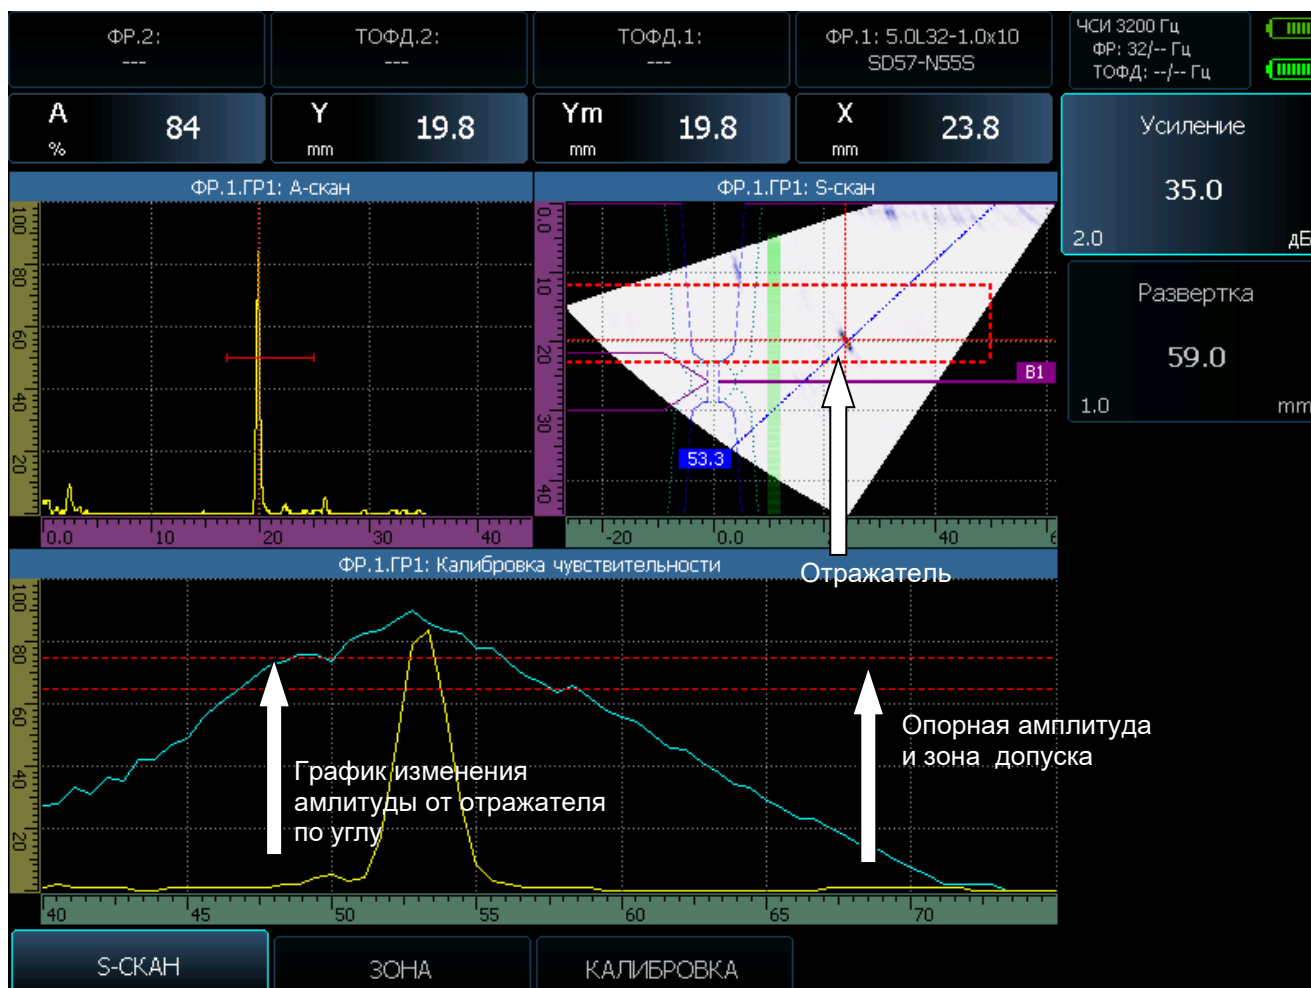 ФР.2:
---
ТОФД.2:
---
ТОФД.1:
---
ФР.1: 5.0L32-1.0x10
SD57-N55S
ЧСИ 3200 Гц
ФР: 32/-- Гц
ТОФД: --/-- Гц
A
%
84
Y
mm
19.8
Ym
mm
19.8
X
mm
23.8
Усиление
35.0
2.0
дБ
Развертка
59.0
1.0
mm
ФР.1.ГР1: А-скан
100
80
60
40
20
0.0
10
20
30
40
ФР.1.ГР1: S-скан
0.0
10
20
30
40
B1
53.3
-20
0.0
40
6
Отражатель
ФР.1.ГР1: Калибровка чувствительности
100
80
60
40
20
График изменения
амлитуды от отражателя
по углу
Опорная амплитуда
и зона допуска
40
45
50
55
60
65
70
S-СКАН
ЗОНА
КАЛИБРОВКА